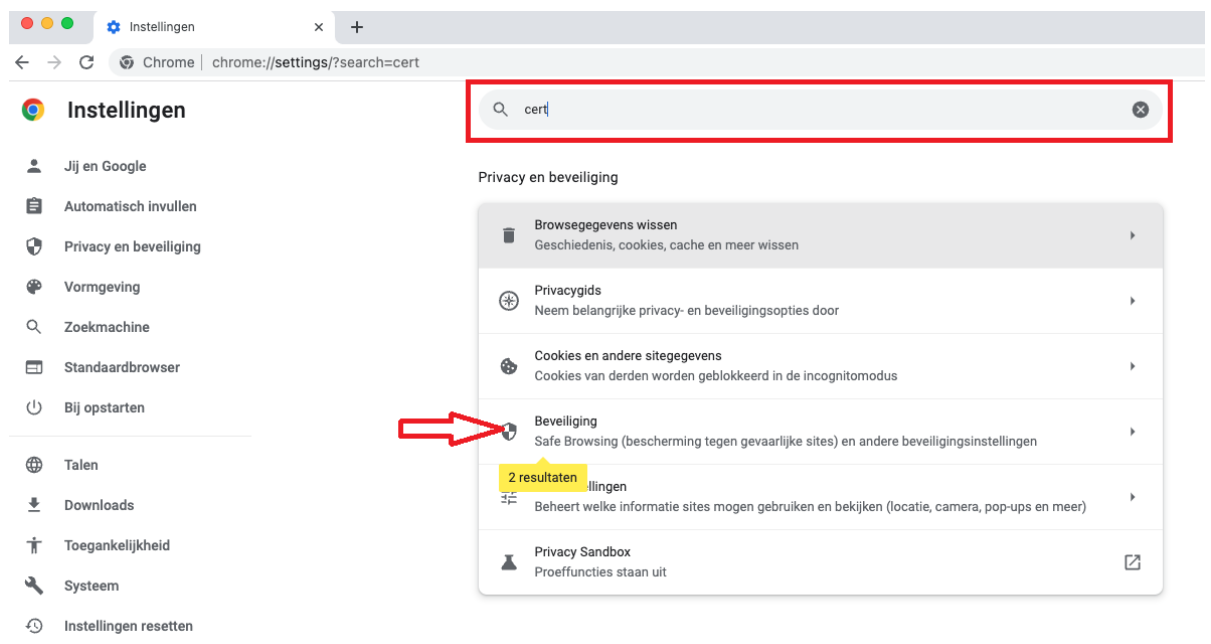 Instellingen
Chrome | chrome://settings/?search=cert
Instellingen
cert
Jij en Google
Automatisch invullen
Privacy en beveiliging
Vormgeving
Zoekmachine
Standaardbrowser
Bij opstarten
Talen
Downloads
Toegankelijkheid
Systeem
Instellingen resetten
Privacy en beveiliging
Browsegegevens wissen
Geschiedenis, cookies, cache en meer wissen
Privacygids
Neem belangrijke privacy- en beveiligingsopties door
Cookies en andere sitegegevens
Cookies van derden worden geblokkeerd in de incognitomodus
Beveiliging
Safe Browsing (bescherming tegen gevaarlijke sites) en andere beveiligingsinstellingen
2 resultaten
llingen
Beheert welke informatie sites mogen gebruiken en bekijken (locatie, camera, pop-ups en meer)
Privacy Sandbox
Proeffuncties staan uit